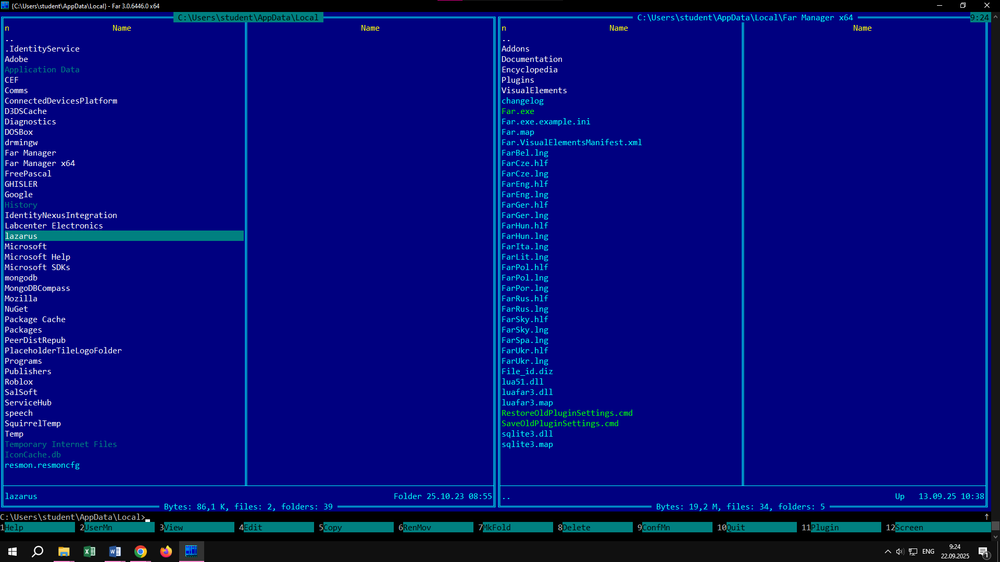 {C:\Users\student\AppData\Local} - Far 3.0.6446.0 x64
C:\Users\student\AppData\Local
n Name Name
..
.IdentityService
Adobe
Application Data
CEF
Comms
ConnectedDevicesPlatform
D3DSCache
Diagnostics
DOSBox
drmingw
Far Manager
Far Manager x64
FreePascal
GHISLER
Google
History
IdentityNexusIntegration
Labcenter Electronics
lazarus
Microsoft
Microsoft Help
Microsoft SDKs
mongodb
MongoDBCompass
Mozilla
NuGet
Package Cache
Packages
PeerDistRepub
PlaceholderTileLogoFolder
Programs
Publishers
Roblox
SalSoft
ServiceHub
speech
SquirrelTemp
Temp
Temporary Internet Files
IconCache.db
resmon.resmoncfg
lazarus Folder 25.10.23 08:55
Bytes: 86,1 K, files: 2, folders: 39
C:\Users\student\AppData\Local\Far Manager x64 9:24
n Name Name
..
Addons
Documentation
Encyclopedia
Plugins
VisualElements
changelog
Far.exe
Far.exe.example.ini
Far.map
Far.VisualElementsManifest.xml
FarBel.lng
FarCze.hlf
FarCze.lng
FarEng.hlf
FarEng.lng
FarGer.hlf
FarGer.lng
FarHun.hlf
FarHun.lng
FarIta.lng
FarLit.lng
FarPol.hlf
FarPol.lng
FarPor.lng
FarRus.hlf
FarRus.lng
FarSky.hlf
FarSky.lng
FarSpa.lng
FarUkr.hlf
FarUkr.lng
File_id.diz
lua51.dll
luafar3.dll
luafar3.map
RestoreOldPluginSettings.cmd
SaveOldPluginSettings.cmd
sqlite3.dll
sqlite3.map
.. Up 13.09.25 10:38
Bytes: 19,2 M, files: 34, folders: 5
C:\Users\student\AppData\Local>
1Help 2UserMn 3View 4Edit 5Copy 6RenMov 7MkFold 8Delete 9ConfMn 10Quit 11Plugin 12Screen
ENG 9:24
22.09.2025
1